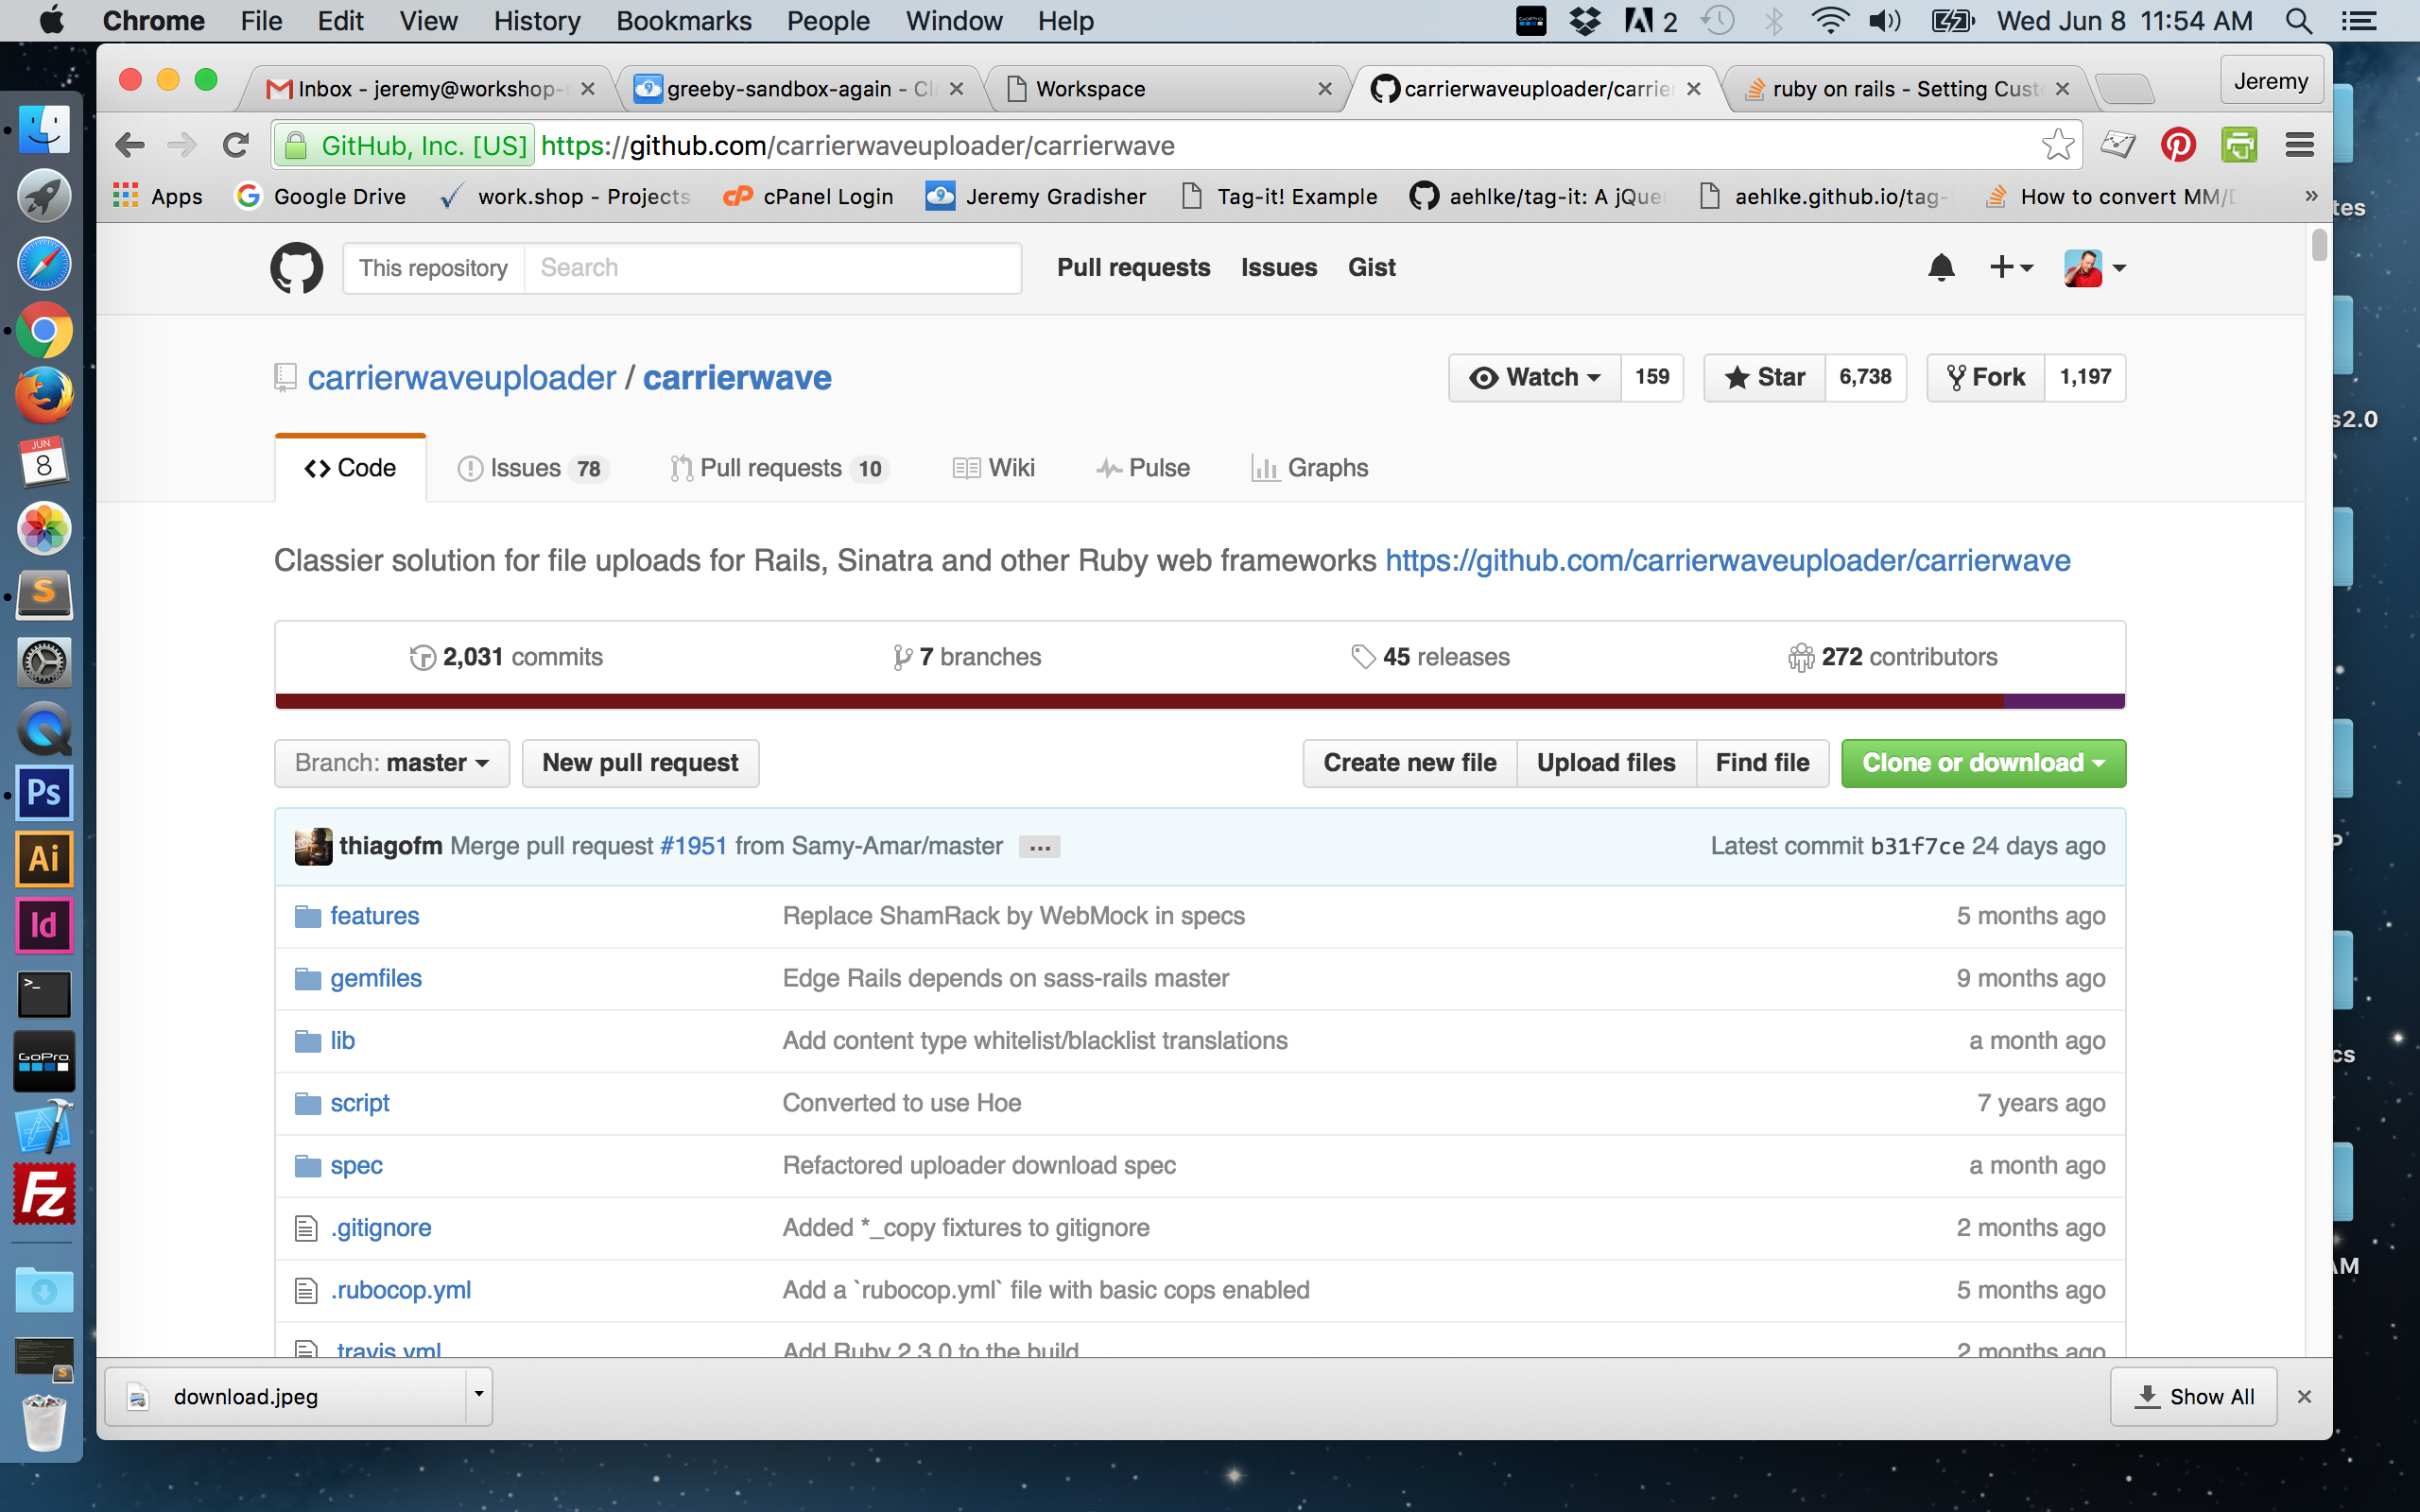 Chrome File Edit View History Bookmarks People Window Help GoPro 2 Wed Jun 8 11:54 AM
Inbox - jeremy@workshop- greeby-sandbox-again - Cl Workspace carrierwaveuploader/carrie ruby on rails - Setting Cust Jeremy
GitHub, Inc. [US] https://github.com/carrierwaveuploader/carrierwave
Apps Google Drive work.shop - Projects cPanel Login Jeremy Gradisher Tag-it! Example aehlke/tag-it: A jQue aehlke.github.io/tag- How to convert MM/D »
tes
This repository Search Pull requests Issues Gist
carrierwaveuploader / carrierwave Watch 159 Star 6,738 Fork 1,197
s2.0
JUN
8
Code Issues 78 Pull requests 10 Wiki Pulse Graphs
Classier solution for file uploads for Rails, Sinatra and other Ruby web frameworks https://github.com/carrierwaveuploader/carrierwave
S
2,031 commits 7 branches 45 releases 272 contributors
Branch: master New pull request Create new file Upload files Find file Clone or download
Ps
thiagofm Merge pull request #1951 from Samy-Amar/master … Latest commit b31f7ce 24 days ago
Ai
features Replace ShamRack by WebMock in specs 5 months ago
Id
gemfiles Edge Rails depends on sass-rails master 9 months ago
>_
lib Add content type whitelist/blacklist translations a month ago
GoPro
cs
script Converted to use Hoe 7 years ago
spec Refactored uploader download spec a month ago
Fz
.gitignore Added *_copy fixtures to gitignore 2 months ago
AM
.rubocop.yml Add a `rubocop.yml` file with basic cops enabled 5 months ago
.travis.yml Add Ruby 2.3.0 to the build 2 months ago
download.jpeg Show All